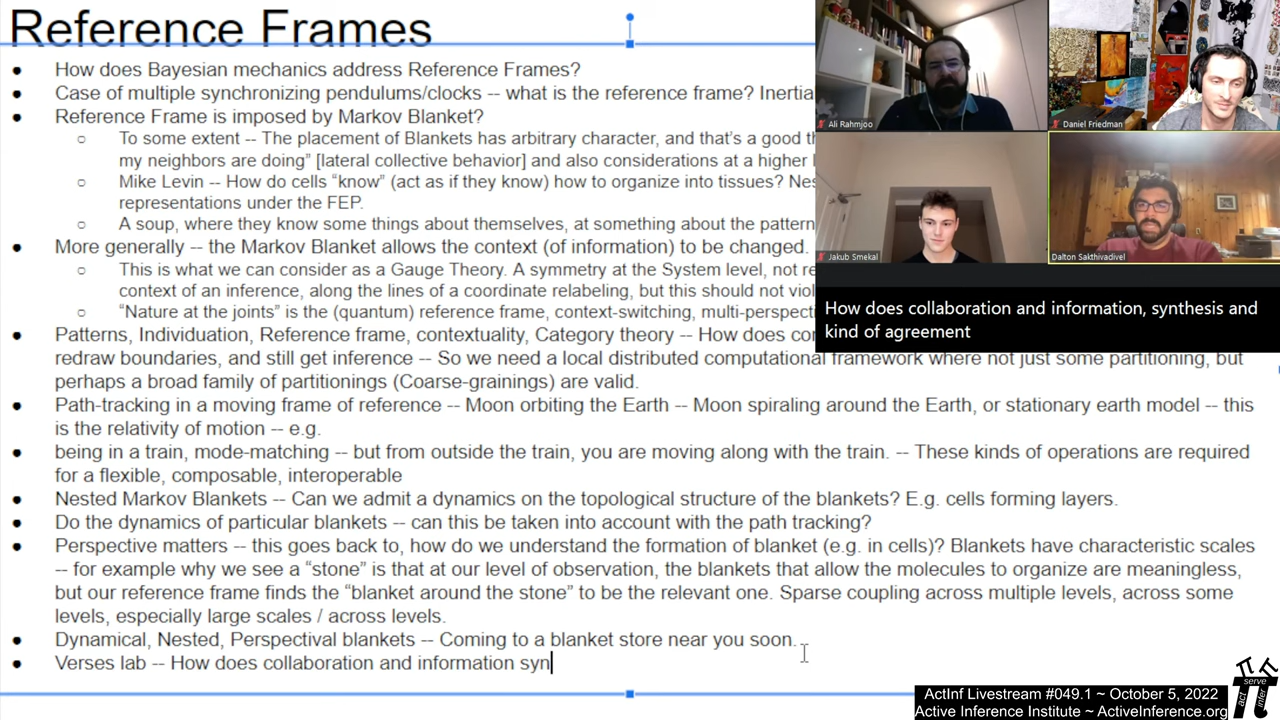 Reference Frames
● How does Bayesian mechanics address Reference Frames?
● Case of multiple synchronizing pendulums/clocks -- what is the reference frame? Inertia
● Reference Frame is imposed by Markov Blanket?
○ To some extent -- The placement of Blankets has arbitrary character, and that's a good th
my neighbors are doing" [lateral collective behavior] and also considerations at a higher l
○ Mike Levin -- How do cells "know" (act as if they know) how to organize into tissues? Nes
representations under the FEP.
○ A soup, where they know some things about themselves, at something about the pattern
● More generally -- the Markov Blanket allows the context (of information) to be changed.
○ This is what we can consider as a Gauge Theory. A symmetry at the System level, not re
context of an inference, along the lines of a coordinate relabeling, but this should not viol
○ "Nature at the joints" is the (quantum) reference frame, context-switching, multi-perspecti
● Patterns, Individuation, Reference frame, contextuality, Category theory -- How does co
redraw boundaries, and still get inference -- So we need a local distributed computational framework where not just some partitioning, but
perhaps a broad family of partitionings (Coarse-grainings) are valid.
● Path-tracking in a moving frame of reference -- Moon orbiting the Earth -- Moon spiraling around the Earth, or stationary earth model -- this
is the relativity of motion -- e.g.
● being in a train, mode-matching -- but from outside the train, you are moving along with the train. -- These kinds of operations are required
for a flexible, composable, interoperable
● Nested Markov Blankets -- Can we admit a dynamics on the topological structure of the blankets? E.g. cells forming layers.
● Do the dynamics of particular blankets -- can this be taken into account with the path tracking?
● Perspective matters -- this goes back to, how do we understand the formation of blanket (e.g. in cells)? Blankets have characteristic scales
-- for example why we see a "stone" is that at our level of observation, the blankets that allow the molecules to organize are meaningless,
but our reference frame finds the "blanket around the stone" to be the relevant one. Sparse coupling across multiple levels, across some
levels, especially large scales / across levels.
● Dynamical, Nested, Perspectival blankets -- Coming to a blanket store near you soon.
● Verses lab -- How does collaboration and information syn
Ali Rahmjoo
Daniel Friedman
Jakub Smekal
Dalton Sakthivadivel
How does collaboration and information, synthesis and
kind of agreement
ActInf Livestream #049.1 ~ October 5, 2022
Active Inference Institute ~ ActiveInference.org
act
serve
infer